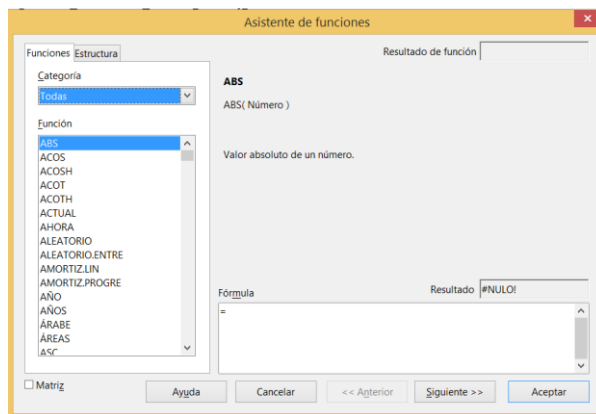 Asistente de funciones
Funciones Estructura
Resultado de función
Categoría
Todas
Función
ABS
ACOS
ACOSH
ACOT
ACOTH
ACTUAL
AHORA
ALEATORIO
ALEATORIO.ENTRE
AMORTIZ.LIN
AMORTIZ.PROGRE
AÑO
AÑOS
ÁRABE
ÁREAS
ASC
ABS
ABS( Número )
Valor absoluto de un número.
Fórmula
Resultado #NULO!
=
Matriz
Ayuda Cancelar << Anterior Siguiente >> Aceptar